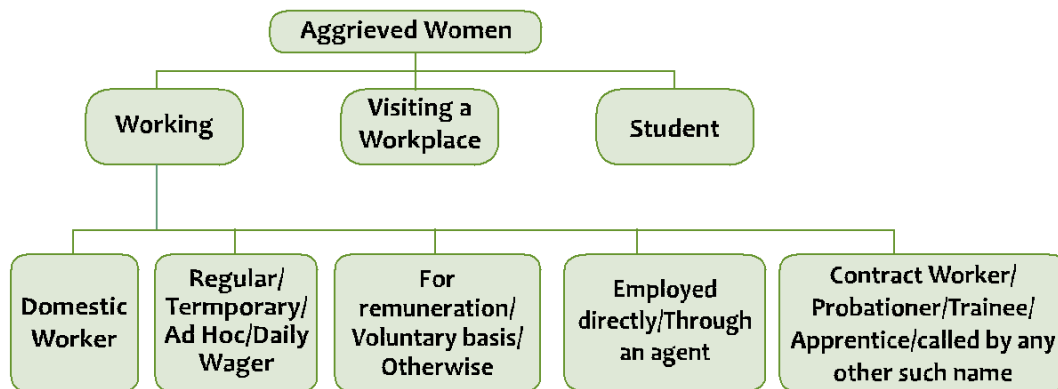 Aggrieved Women
Working
Visiting a
Workplace
Student
Domestic
Worker
Regular/
Termporary/
Ad Hoc/Daily
Wager
For
remuneration/
Voluntary basis/
Otherwise
Employed
directly/Through
an agent
Contract Worker/
Probationer/Trainee/
Apprentice/called by any
other such name